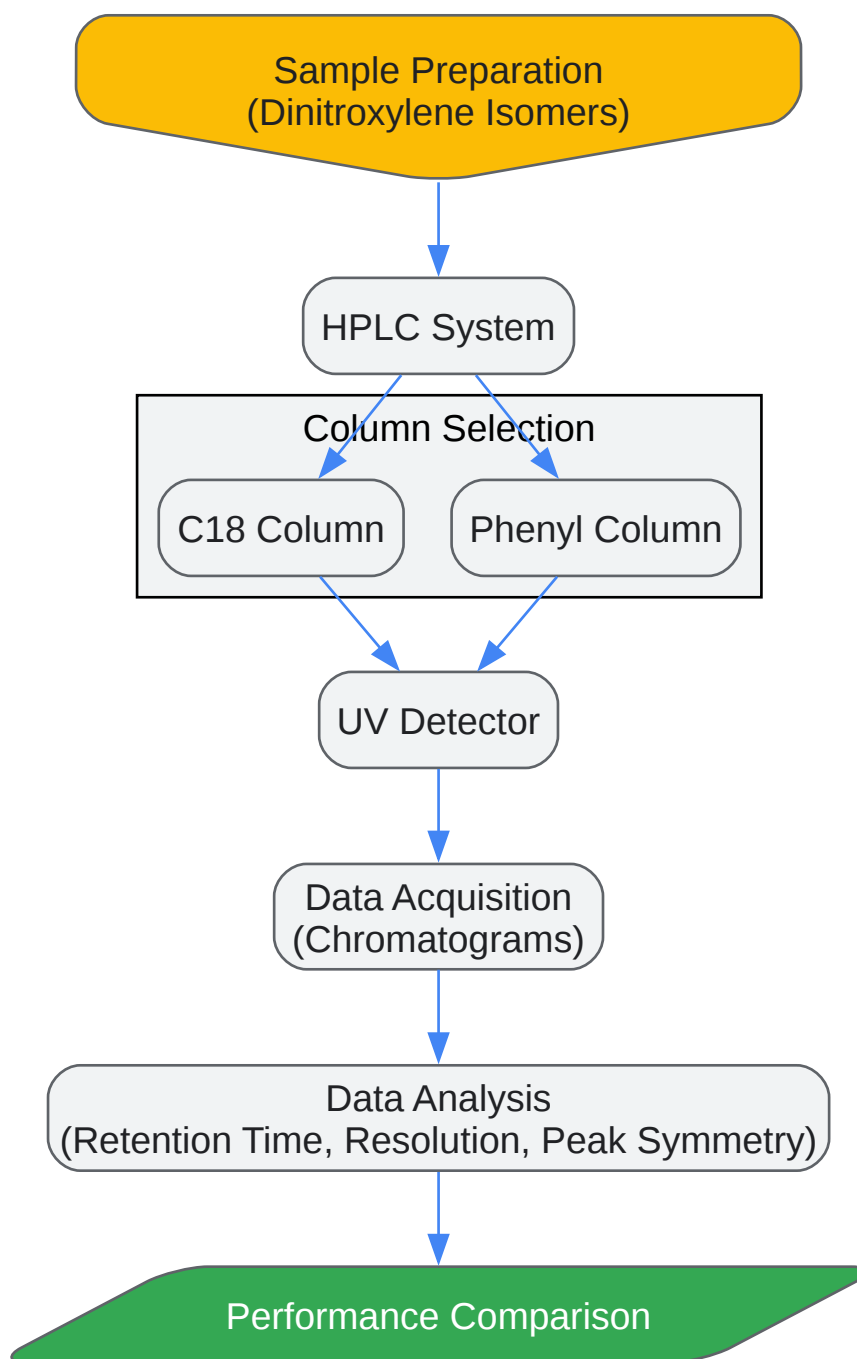 Sample Preparation
(Dinitroxylene Isomers)
HPLC System
Column Selection
C18 Column
Phenyl Column
UV Detector
Data Acquisition
(Chromatograms)
Data Analysis
(Retention Time, Resolution, Peak Symmetry)
Performance Comparison